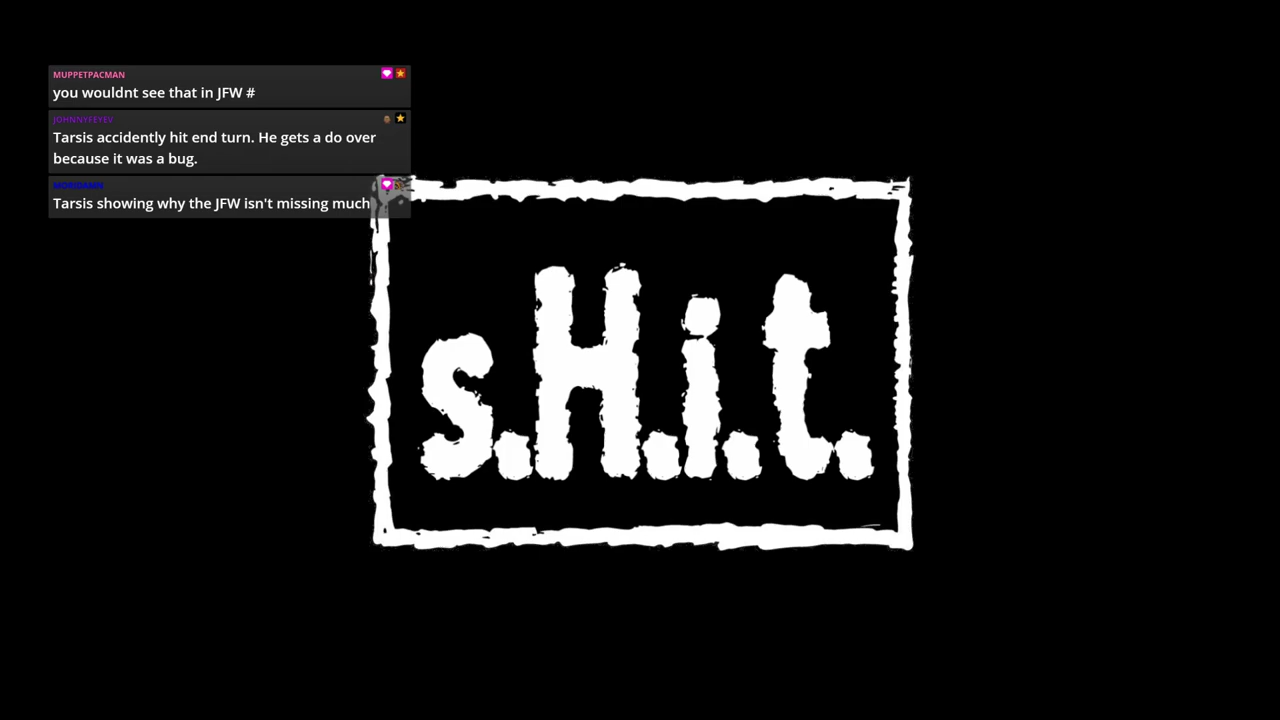 MUPPETPACMAN
you wouldnt see that in JFW #
JOHNNYFEYEV
Tarsis accidently hit end turn. He gets a do over
because it was a bug.
Tarsis showing why the JFW isn't missing much
s.H.i.t.